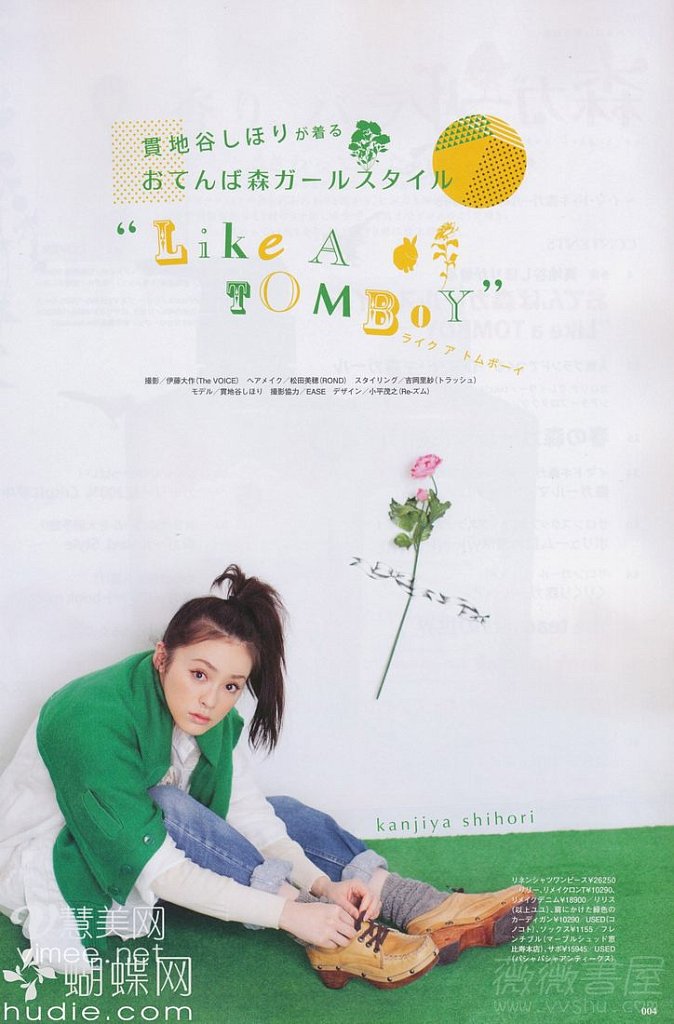 貫地谷しほりが着る
おてんば森ガールスタイル
“Like A
TOMBOY”
ライク ア トムボーイ
撮影／伊藤大作(The VOICE)　ヘアメイク／松田美穂(ROND)　スタイリング／吉岡里紗(トラッシュ)
モデル／貫地谷しほり　撮影協力／EASE　デザイン／小平茂之(Re-ズム)
kanjiya shihori
リネンシャツワンピース¥26250
リリー、リメイクロンT¥10290、
リメイクデニム¥18900／リリス
(以上ユユ)、肩にかけた緑色の
カーディガン¥10290／USED(コ
ノコト)、ソックス¥1155／フレ
ンチブル(マーブルシュッド恵
比寿本店)、サボ¥15945／USED
(パシャパシャアンティークス)
慧美网
yimee.net
蝴蝶网
hudie.com
薇薇書屋
www.vvshu.com
004